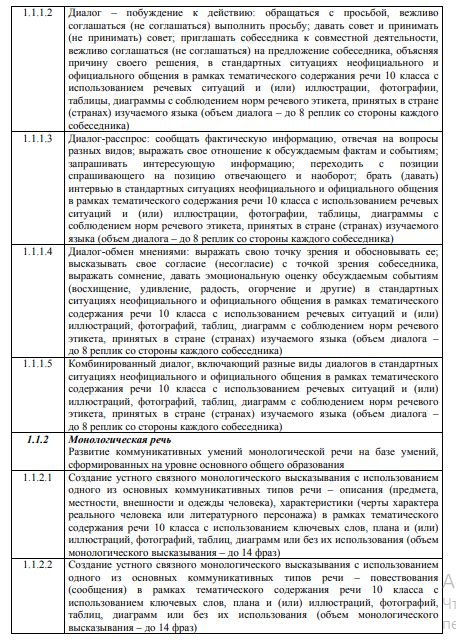 1.1.1.2
Диалог – побуждение к действию: обращаться с просьбой, вежливо
соглашаться (не соглашаться) выполнить просьбу; давать совет и принимать
(не принимать) совет; приглашать собеседника к совместной деятельности,
вежливо соглашаться (не соглашаться) на предложение собеседника, объясняя
причину своего решения, в стандартных ситуациях неофициального и
официального общения в рамках тематического содержания речи 10 класса с
использованием речевых ситуаций и (или) иллюстрации, фотографии,
таблицы, диаграммы с соблюдением норм речевого этикета, принятых в стране
(странах) изучаемого языка (объем диалога – до 8 реплик со стороны каждого
собеседника)
1.1.1.3
Диалог-расспрос: сообщать фактическую информацию, отвечая на вопросы
разных видов; выражать свое отношение к обсуждаемым фактам и событиям;
запрашивать интересующую информацию; переходить с позиции
спрашивающего на позицию отвечающего и наоборот; брать (давать)
интервью в стандартных ситуациях неофициального и официального общения
в рамках тематического содержания речи 10 класса с использованием речевых
ситуаций и (или) иллюстрации, фотографии, таблицы, диаграммы с
соблюдением норм речевого этикета, принятых в стране (странах) изучаемого
языка (объем диалога – до 8 реплик со стороны каждого собеседника)
1.1.1.4
Диалог-обмен мнениями: выражать свою точку зрения и обосновывать ее;
высказывать свое согласие (несогласие) с точкой зрения собеседника,
выражать сомнение, давать эмоциональную оценку обсуждаемым событиям
(восхищение, удивление, радость, огорчение и другие) в стандартных
ситуациях неофициального и официального общения в рамках тематического
содержания речи 10 класса с использованием речевых ситуаций и (или)
иллюстраций, фотографий, таблиц, диаграмм с соблюдением норм речевого
этикета, принятых в стране (странах) изучаемого языка (объем диалога –
до 8 реплик со стороны каждого собеседника)
1.1.1.5
Комбинированный диалог, включающий разные виды диалогов в стандартных
ситуациях неофициального и официального общения в рамках тематического
содержания речи 10 класса с использованием речевых ситуаций и (или)
иллюстраций, фотографий, таблиц, диаграмм с соблюдением норм речевого
этикета, принятых в стране (странах) изучаемого языка (объем диалога –
до 8 реплик со стороны каждого собеседника)
1.1.2
Монологическая речь
Развитие коммуникативных умений монологической речи на базе умений,
сформированных на уровне основного общего образования
1.1.2.1
Создание устного связного монологического высказывания с использованием
одного из основных коммуникативных типов речи – описания (предмета,
местности, внешности и одежды человека), характеристики (черты характера
реального человека или литературного персонажа) в рамках тематического
содержания речи 10 класса с использованием ключевых слов, плана и (или)
иллюстраций, фотографий, таблиц, диаграмм или без их использования (объем
монологического высказывания – до 14 фраз)
1.1.2.2
Создание устного связного монологического высказывания с использованием
одного из основных коммуникативных типов речи – повествования
(сообщения) в рамках тематического содержания речи 10 класса с
использованием ключевых слов, плана и (или) иллюстраций, фотографий,
таблиц, диаграмм или без их использования (объем монологического
высказывания – до 14 фраз)